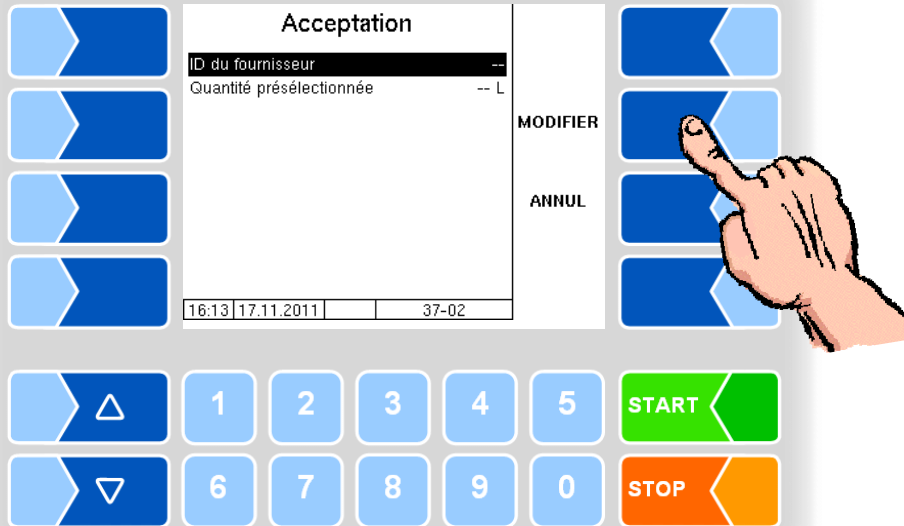 Acceptation
ID du fournisseur --
Quantité présélectionnée -- L
MODIFIER
ANNUL
16:13 17.11.2011 37-02
1 2 3 4 5 START
6 7 8 9 0 STOP